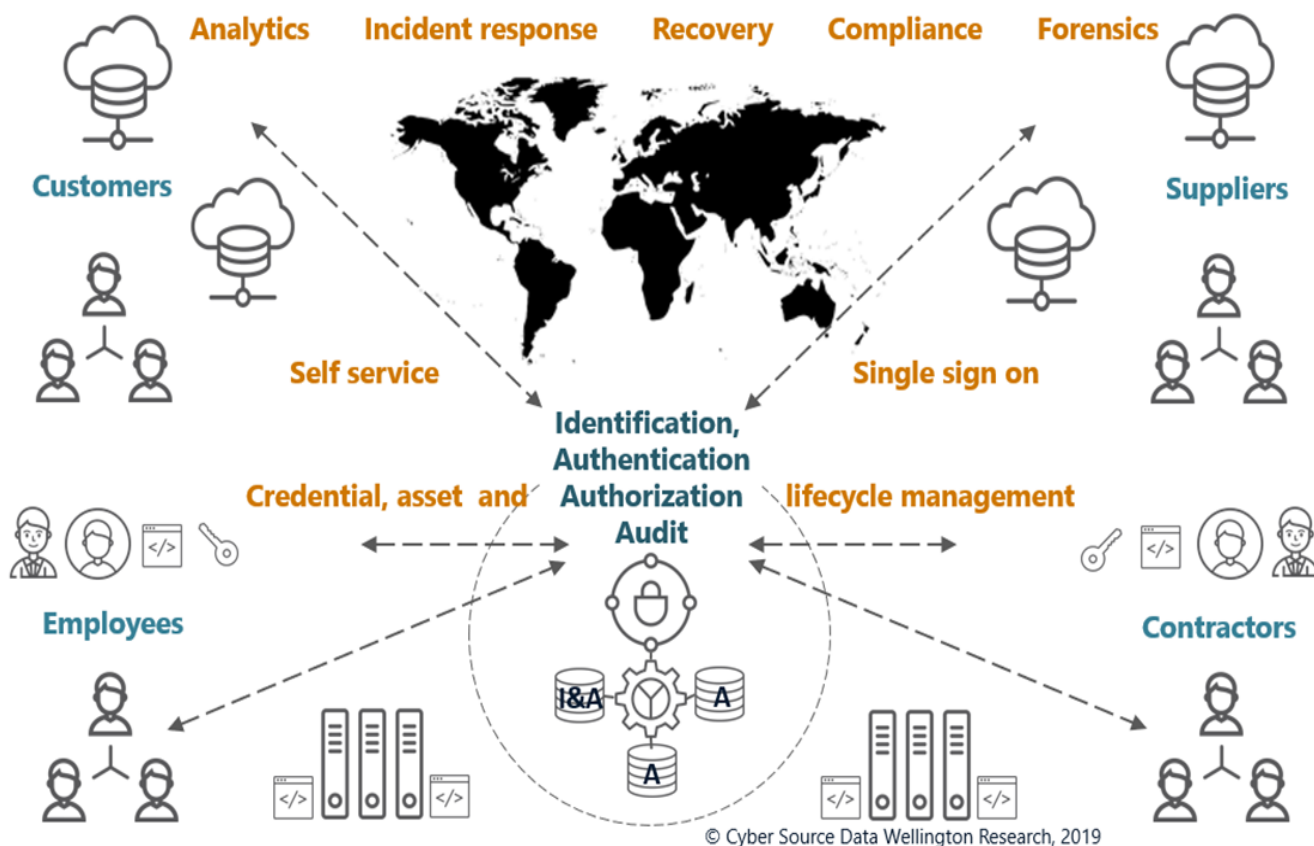 Analytics Incident response Recovery Compliance Forensics
Customers
Suppliers
Self service
Single sign on
Identification,
Authentication
Authorization
Audit
Credential, asset and
lifecycle management
</>
</>
Employees
Contractors
I&A
A
A
</>
</>
</>
</>
© Cyber Source Data Wellington Research, 2019